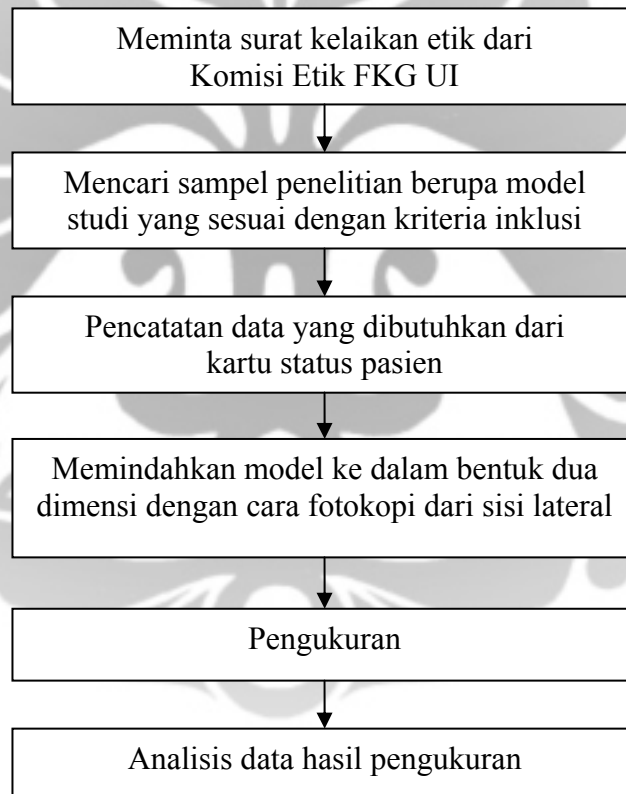 Meminta surat kelaikan etik dari
Komisi Etik FKG UI
Mencari sampel penelitian berupa model
studi yang sesuai dengan kriteria inklusi
Pencatatan data yang dibutuhkan dari
kartu status pasien
Memindahkan model ke dalam bentuk dua
dimensi dengan cara fotokopi dari sisi lateral
Pengukuran
Analisis data hasil pengukuran